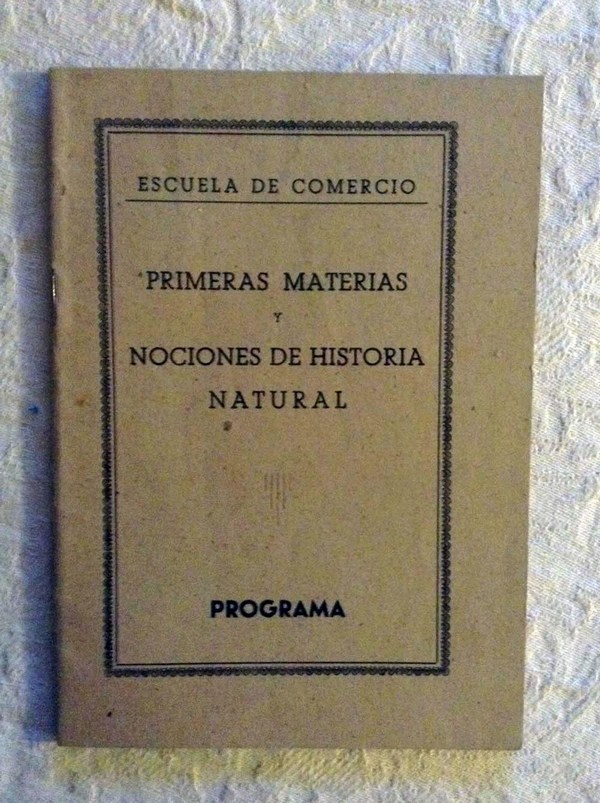 ESCUELA DE COMERCIO
PRIMERAS MATERIAS
Y
NOCIONES DE HISTORIA
NATURAL
PROGRAMA